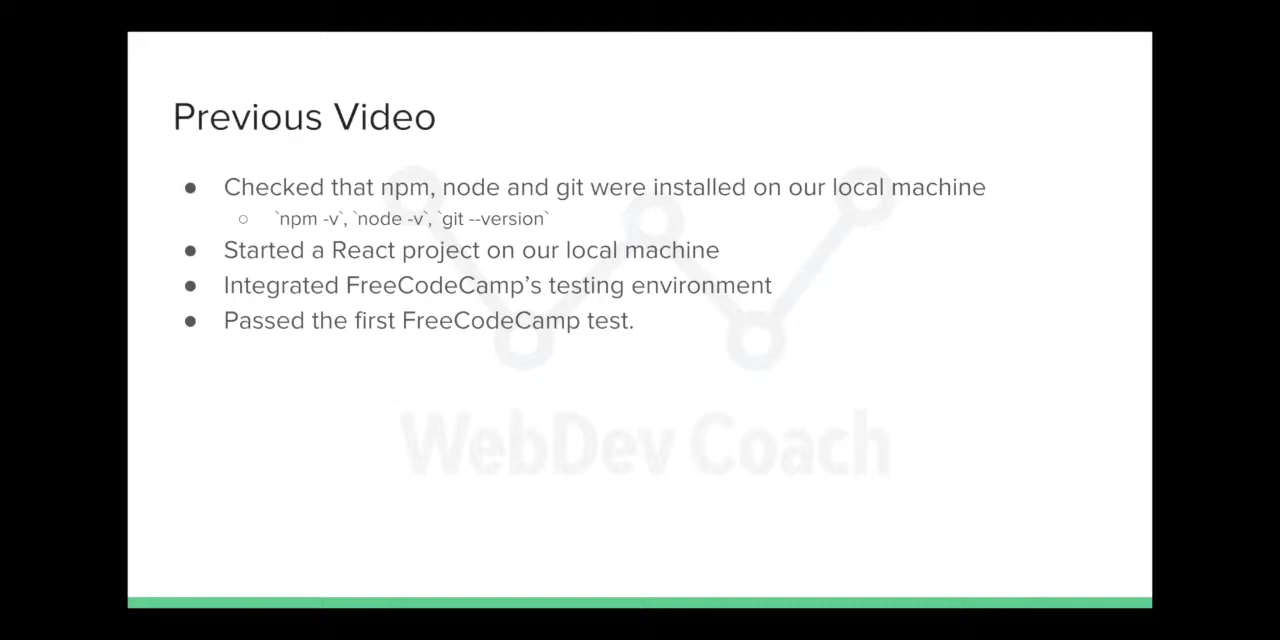 Previous Video
● Checked that npm, node and git were installed on our local machine
○ `npm -v`, `node -v`, `git --version`
● Started a React project on our local machine
● Integrated FreeCodeCamp’s testing environment
● Passed the first FreeCodeCamp test.
WebDev Coach